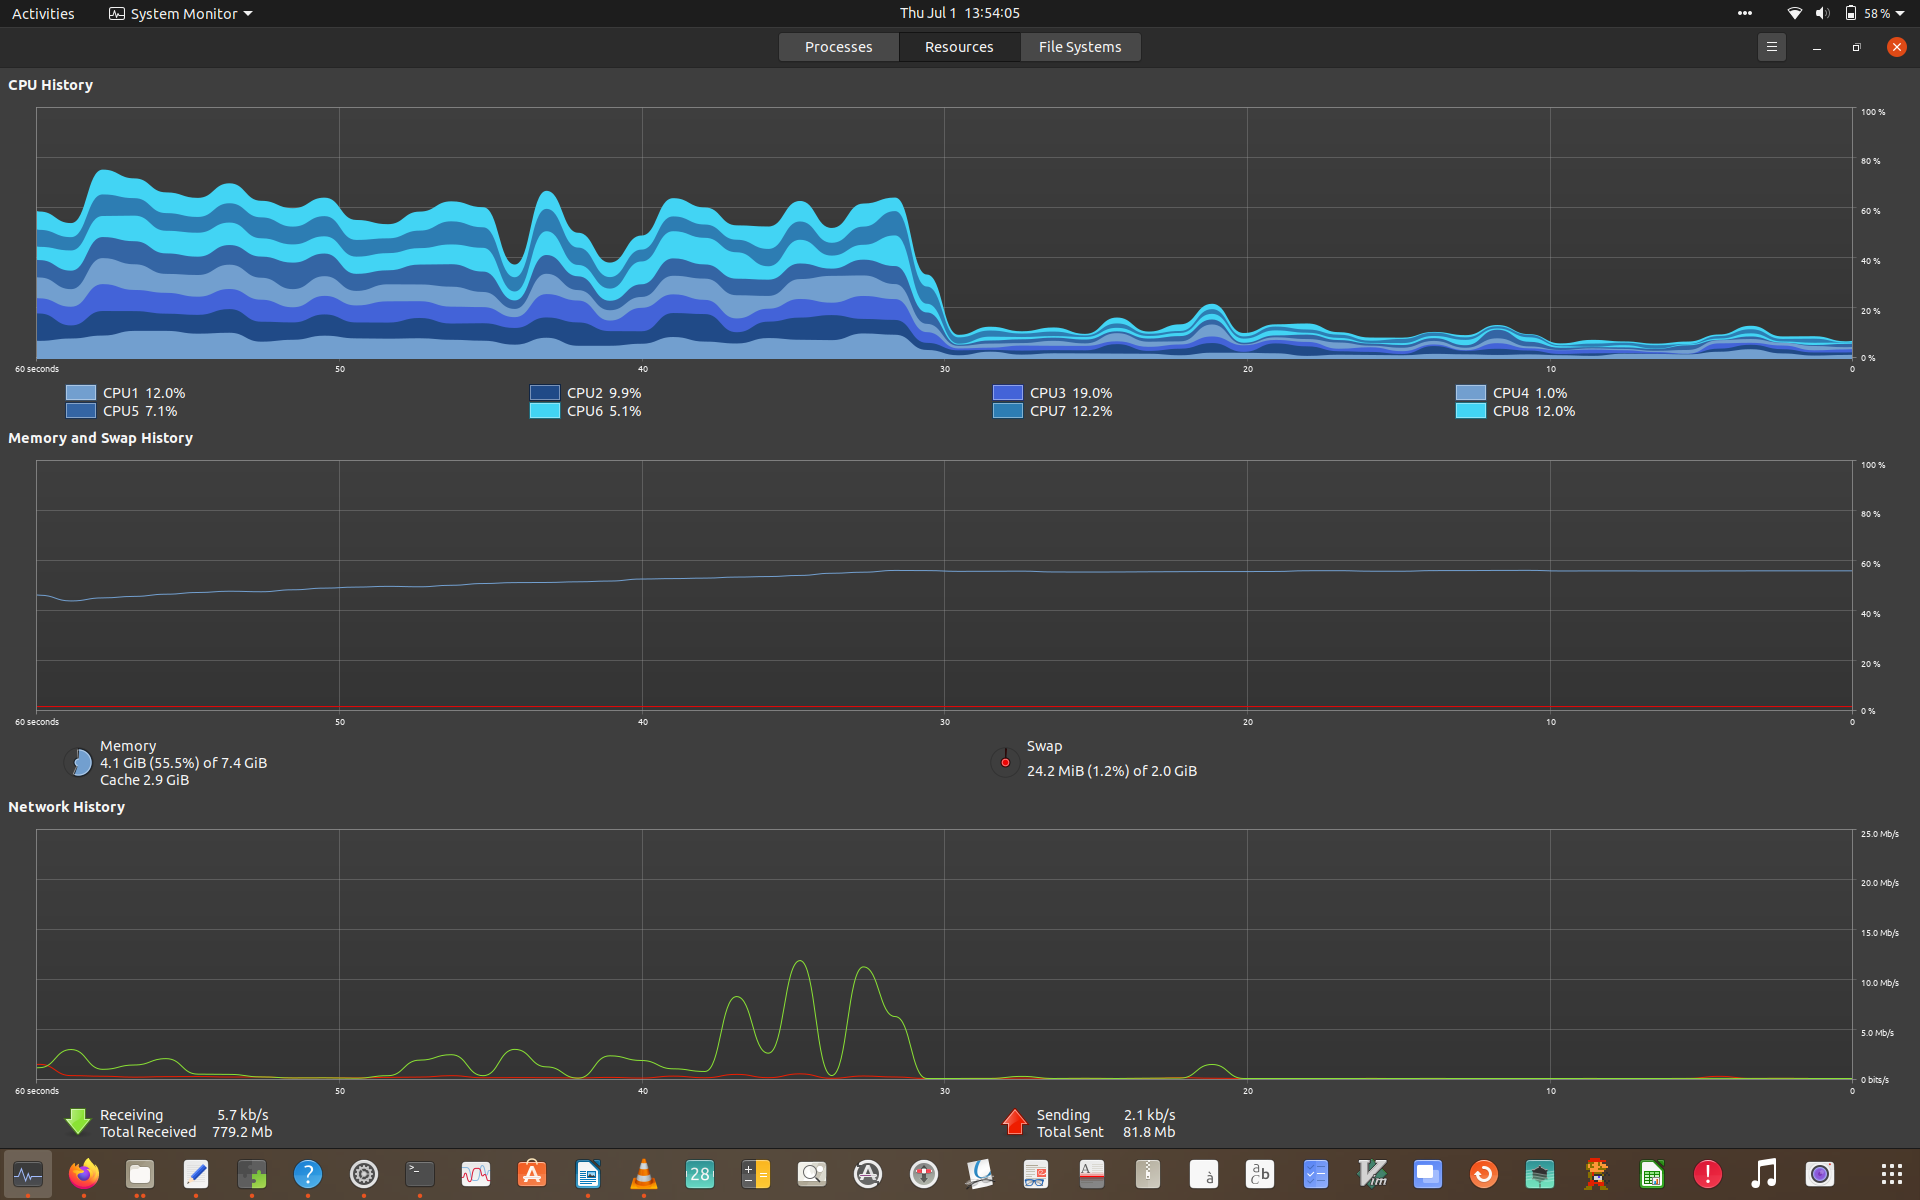 Activities System Monitor Thu Jul 1 13:54:05 58 %
Processes Resources File Systems
CPU History
100 %
80 %
60 %
40 %
20 %
0 %
60 seconds 50 40 30 20 10 0
CPU1 12.0% CPU2 9.9% CPU3 19.0% CPU4 1.0%
CPU5 7.1% CPU6 5.1% CPU7 12.2% CPU8 12.0%
Memory and Swap History
100 %
80 %
60 %
40 %
20 %
0 %
60 seconds 50 40 30 20 10 0
Memory
4.1 GiB (55.5%) of 7.4 GiB
Cache 2.9 GiB
Swap
24.2 MiB (1.2%) of 2.0 GiB
Network History
25.0 Mb/s
20.0 Mb/s
15.0 Mb/s
10.0 Mb/s
5.0 Mb/s
0 bits/s
60 seconds 50 40 30 20 10 0
Receiving 5.7 kb/s
Total Received 779.2 Mb
Sending 2.1 kb/s
Total Sent 81.8 Mb
28